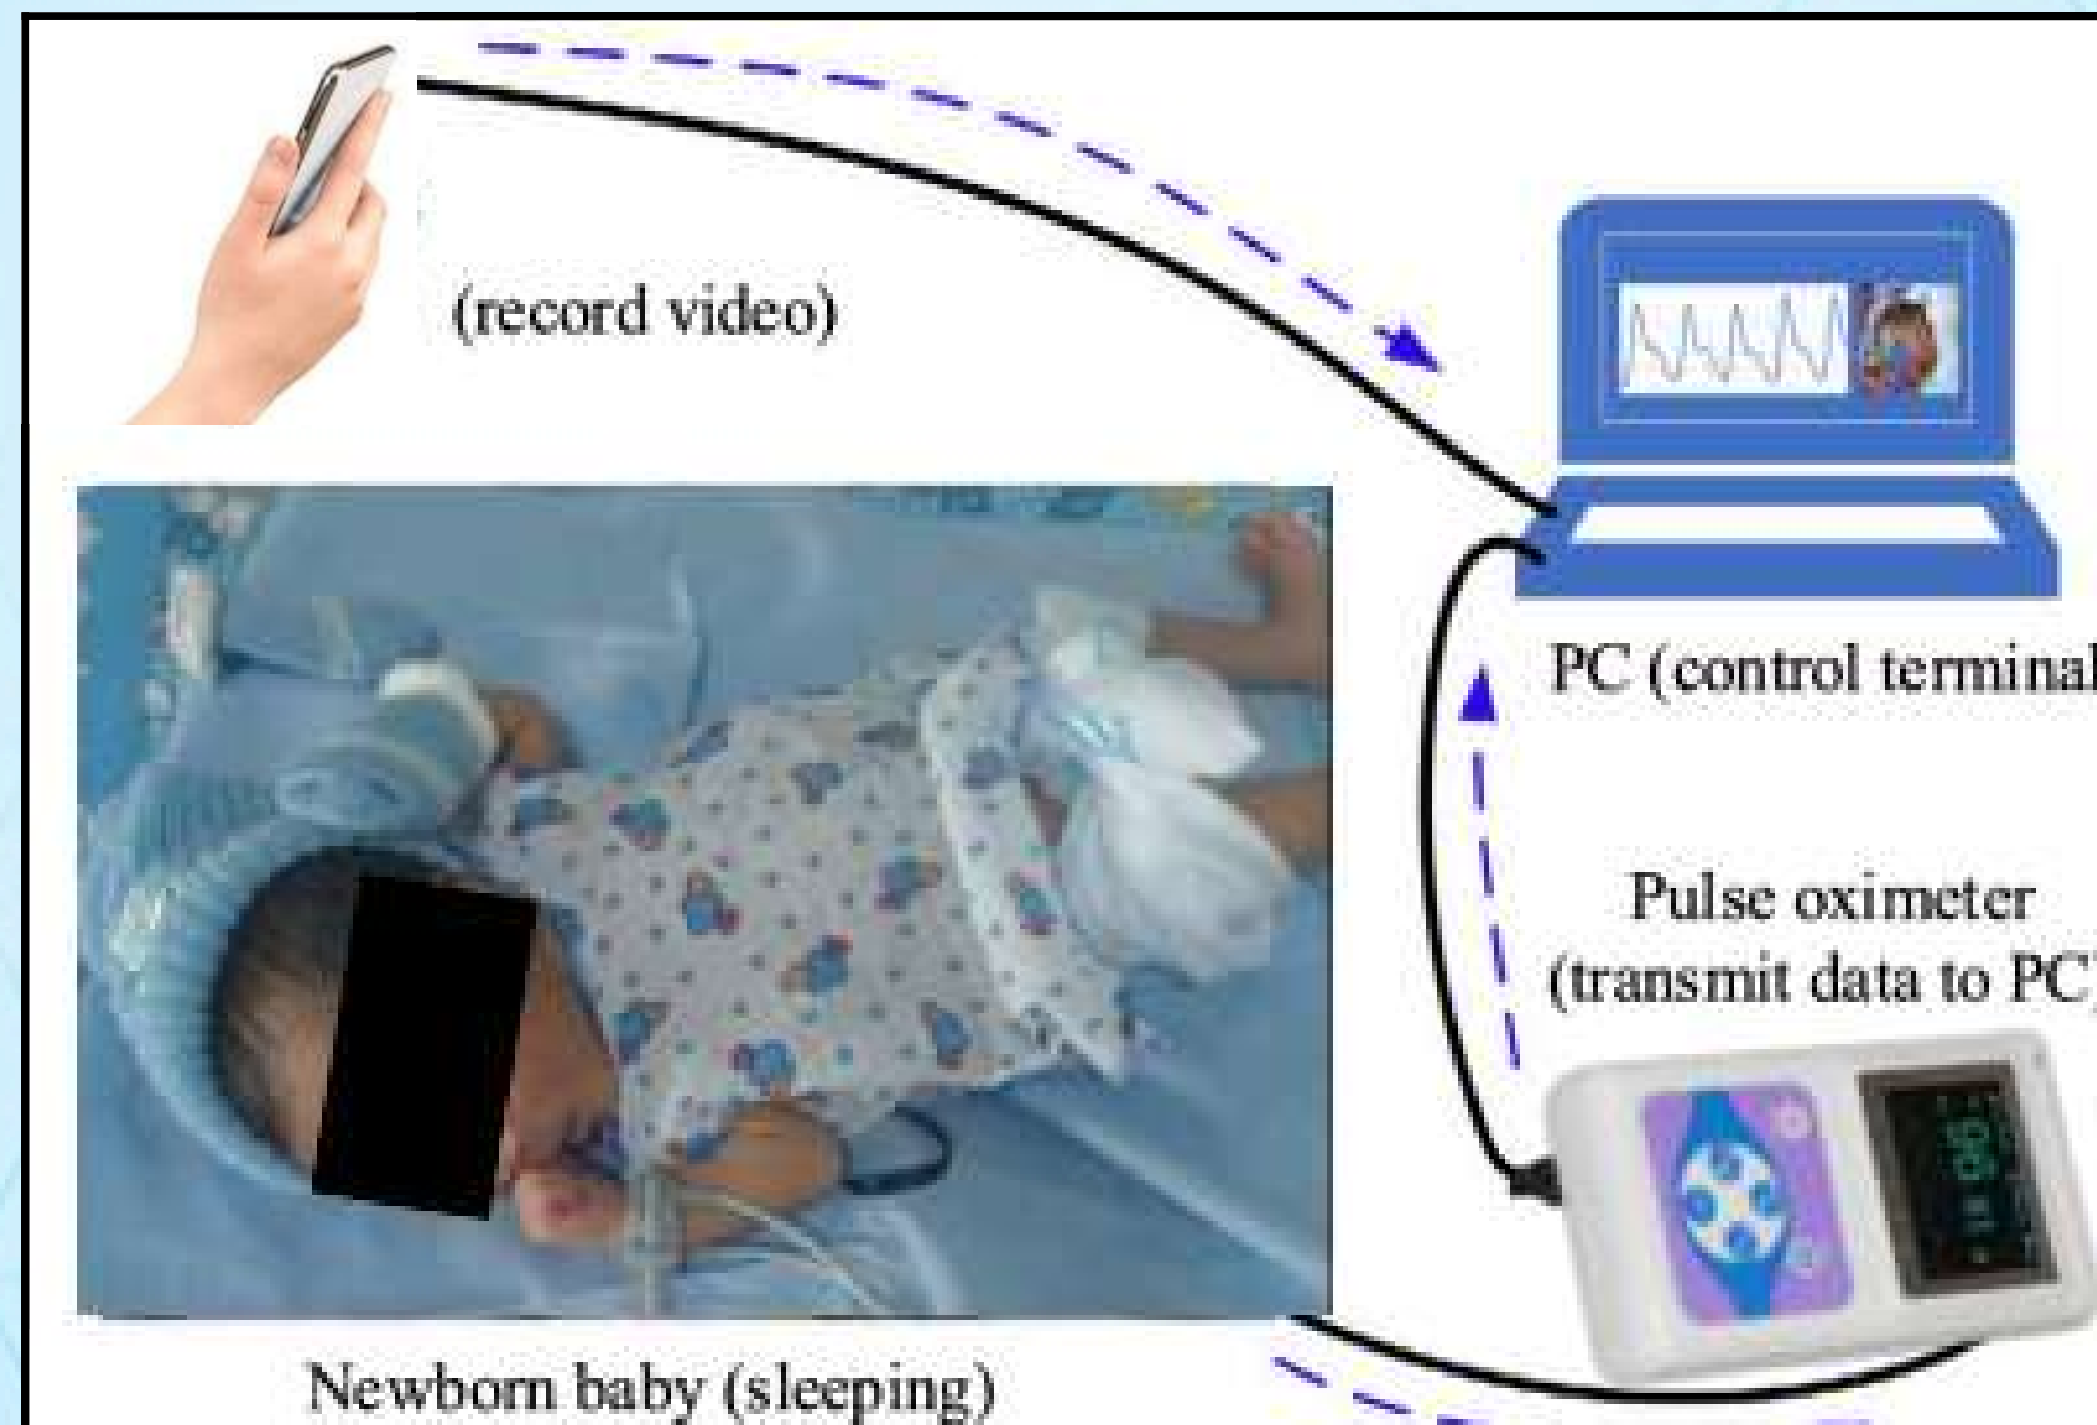 (record video)
PC (control terminal
Pulse oximeter
(transmit data to PC)
Newborn baby (sleeping)